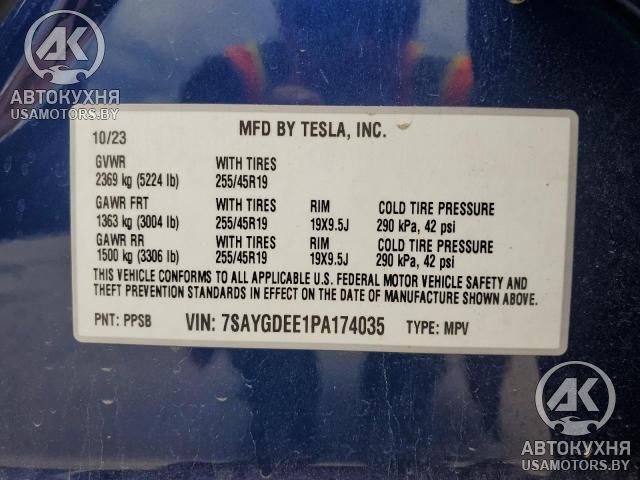 AK
АВТОКУХНЯ
USAMOTORS.BY
10/23
MFD BY TESLA, INC.
GVWR WITH TIRES
2369 kg (5224 lb) 255/45R19
GAWR FRT WITH TIRES RIM COLD TIRE PRESSURE
1363 kg (3004 lb) 255/45R19 19X9.5J 290 kPa, 42 psi
GAWR RR WITH TIRES RIM COLD TIRE PRESSURE
1500 kg (3306 lb) 255/45R19 19X9.5J 290 kPa, 42 psi
THIS VEHICLE CONFORMS TO ALL APPLICABLE U.S. FEDERAL MOTOR VEHICLE SAFETY AND
THEFT PREVENTION STANDARDS IN EFFECT ON THE DATE OF MANUFACTURE SHOWN ABOVE.
PNT: PPSB VIN: 7SAYGDEE1PA174035 TYPE: MPV
AK
АВТОКУХНЯ
USAMOTORS.BY